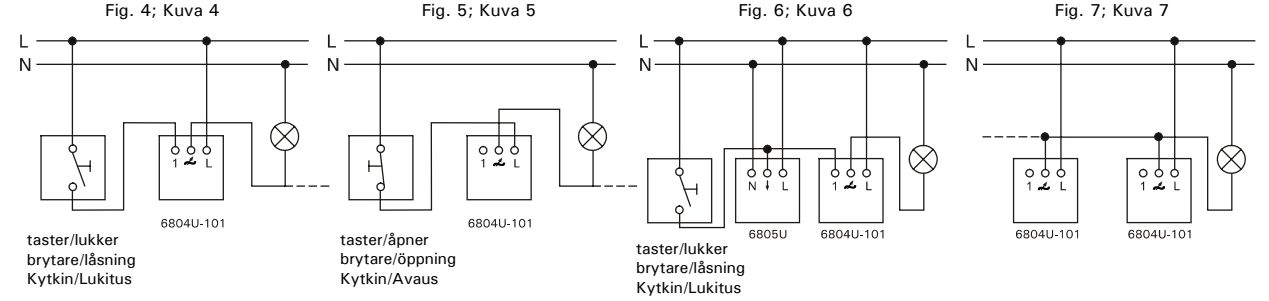 Fig. 4; Kuva 4
L
N
1 L
6804U-101
taster/lukker
brytare/låsning
Kytkin/Lukitus
Fig. 5; Kuva 5
L
N
1 L
6804U-101
taster/åpner
brytare/öppning
Kytkin/Avaus
Fig. 6; Kuva 6
L
N
N L
6805U
1 L
6804U-101
taster/lukker
brytare/låsning
Kytkin/Lukitus
Fig. 7; Kuva 7
L
N
1 L
6804U-101
1 L
6804U-101